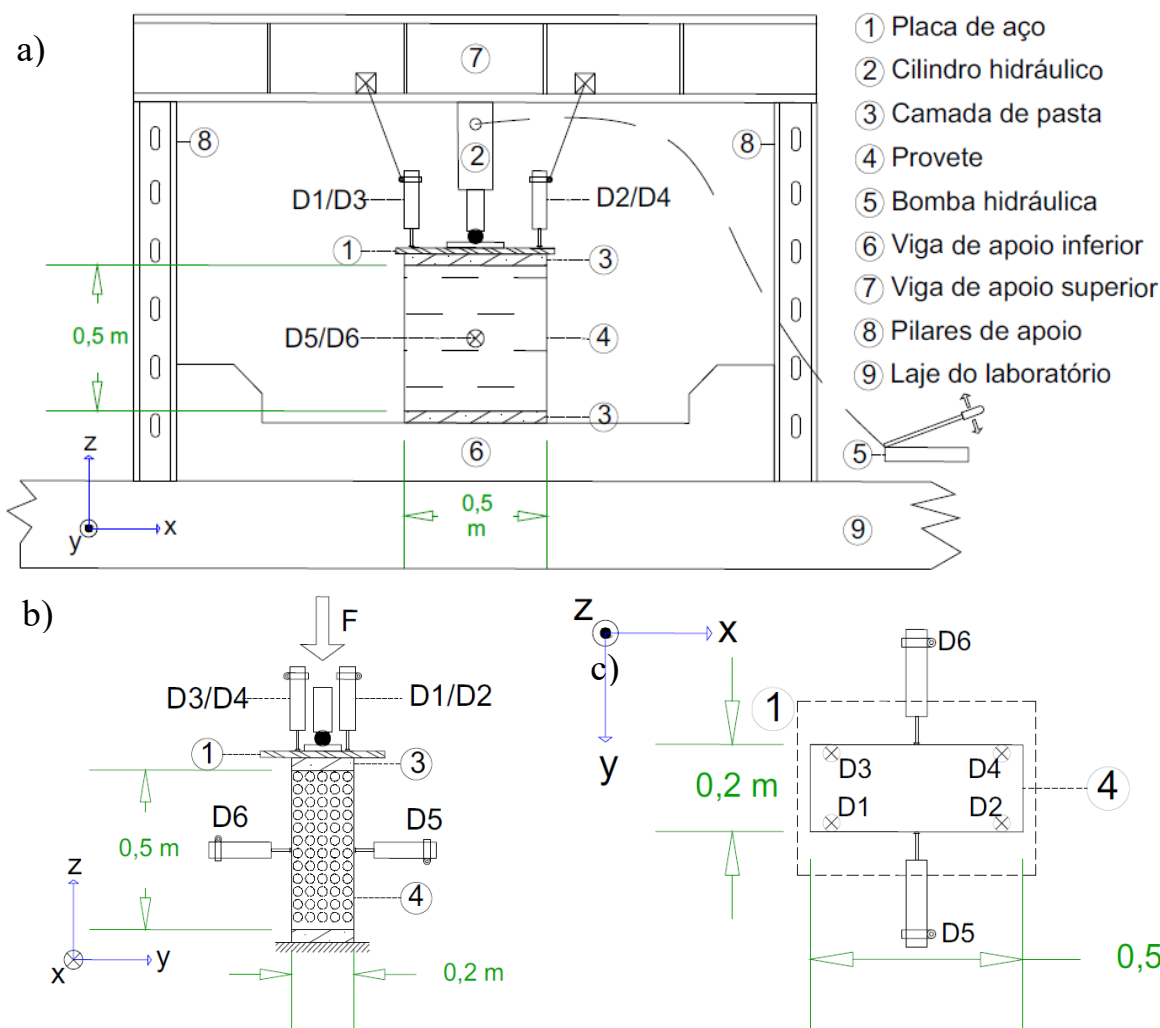 a)
7
8
2
8
D1/D3
D2/D4
1
3
0,5 m
D5/D6
4
3
6
5
z
y
x
0,5
m
9
1 Placa de aço
2 Cilindro hidráulico
3 Camada de pasta
4 Provete
5 Bomba hidráulica
6 Viga de apoio inferior
7 Viga de apoio superior
8 Pilares de apoio
9 Laje do laboratório
b)
F
D3/D4
D1/D2
1
3
D6
D5
0,5 m
4
z
x
y
0,2 m
c)
z
x
y
D6
1
D3
D4
0,2 m
4
D1
D2
D5
0,5